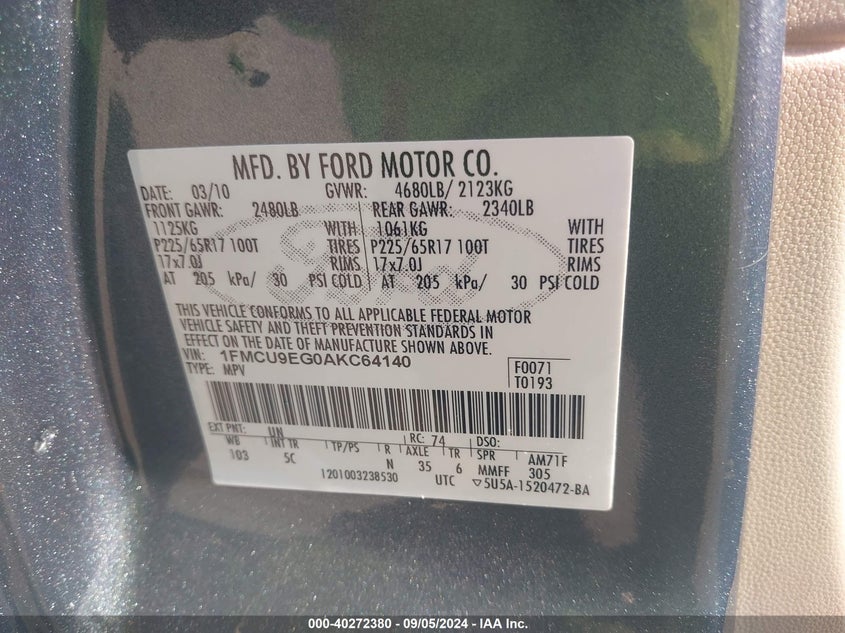 MFD. BY FORD MOTOR CO.
DATE: 03/10 GVWR: 4680LB/ 2123KG
FRONT GAWR: 2480LB REAR GAWR: 2340LB
1125KG WITH 1061KG WITH
P225/65R17 100T TIRES P225/65R17 100T TIRES
17x7.0J RIMS 17x7.0J RIMS
AT 205 kPa/ 30 PSI COLD AT 205 kPa/ 30 PSI COLD
Ford
THIS VEHICLE CONFORMS TO ALL APPLICABLE FEDERAL MOTOR
VEHICLE SAFETY AND THEFT PREVENTION STANDARDS IN
EFFECT ON THE DATE OF MANUFACTURE SHOWN ABOVE.
VIN: 1FMCU9EG0AKC64140
TYPE: MPV
F0071
T0193
EXT PNT: UN RC: 74 DSO:
WB INT TR TP/PS R AXLE TR SPR AM71F
103 5C N 35 6 MMFF 305
1201003238530 UTC ▽5U5A-1520472-BA
000-40272380 - 09/05/2024 - IAA Inc.